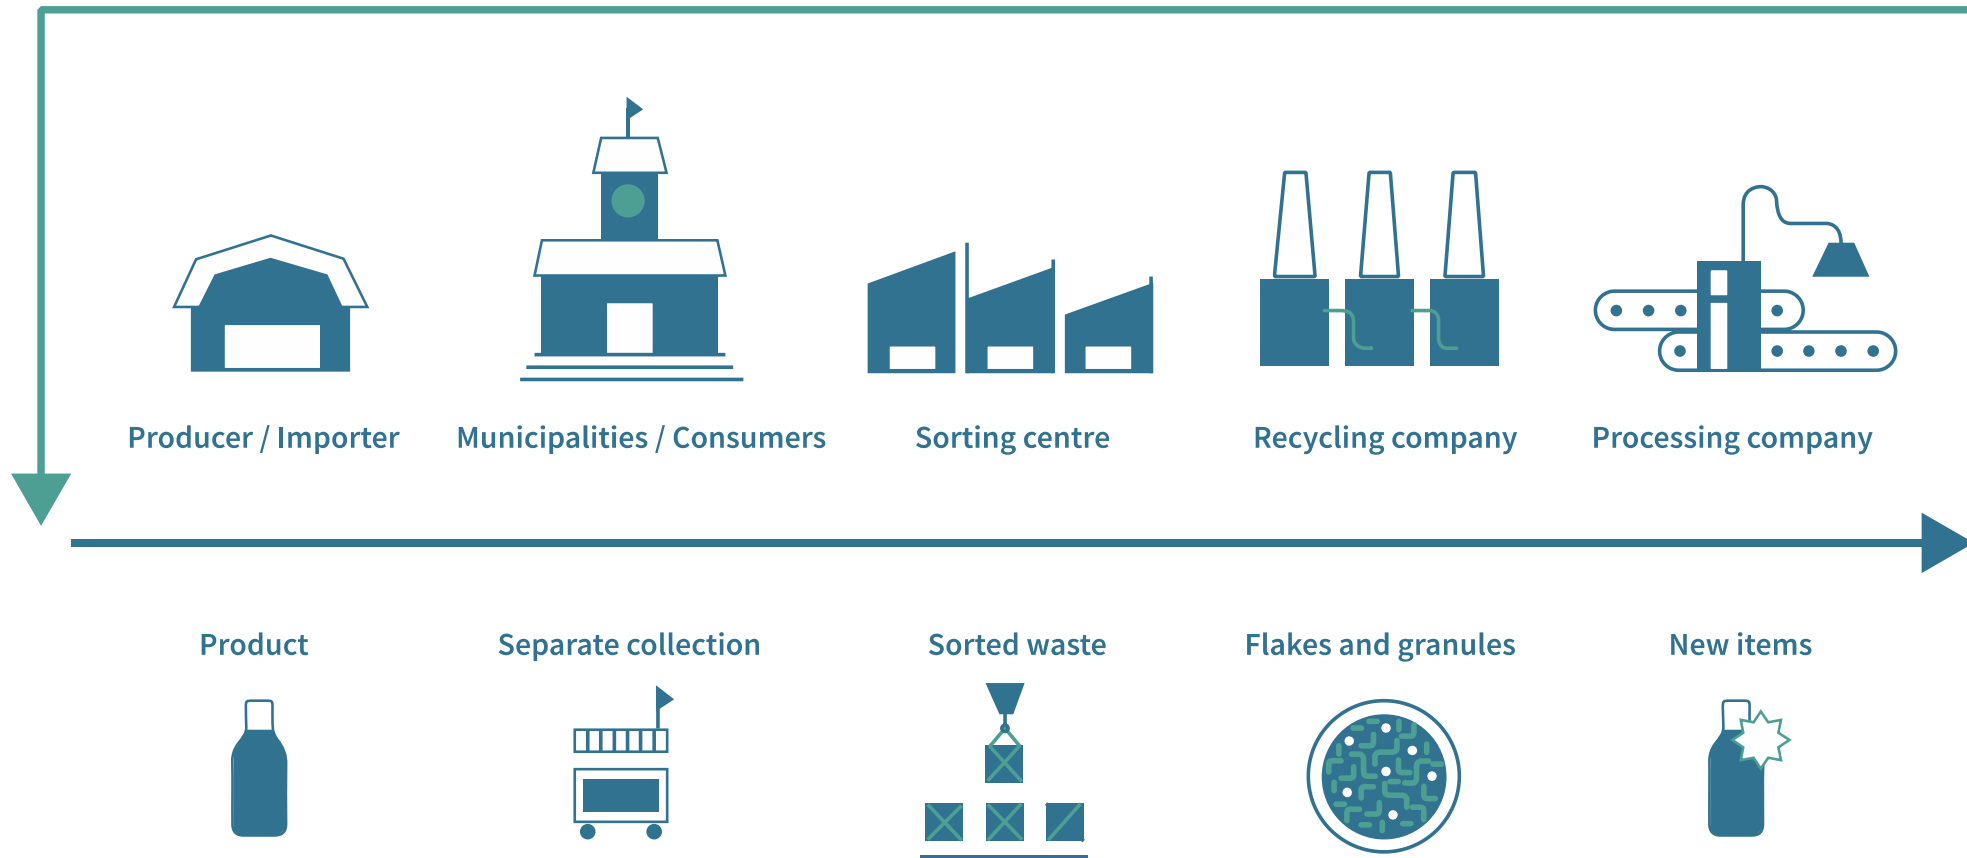 Producer / Importer
Municipalities / Consumers
Sorting centre
Recycling company
Processing company
Product
Separate collection
Sorted waste
Flakes and granules
New items